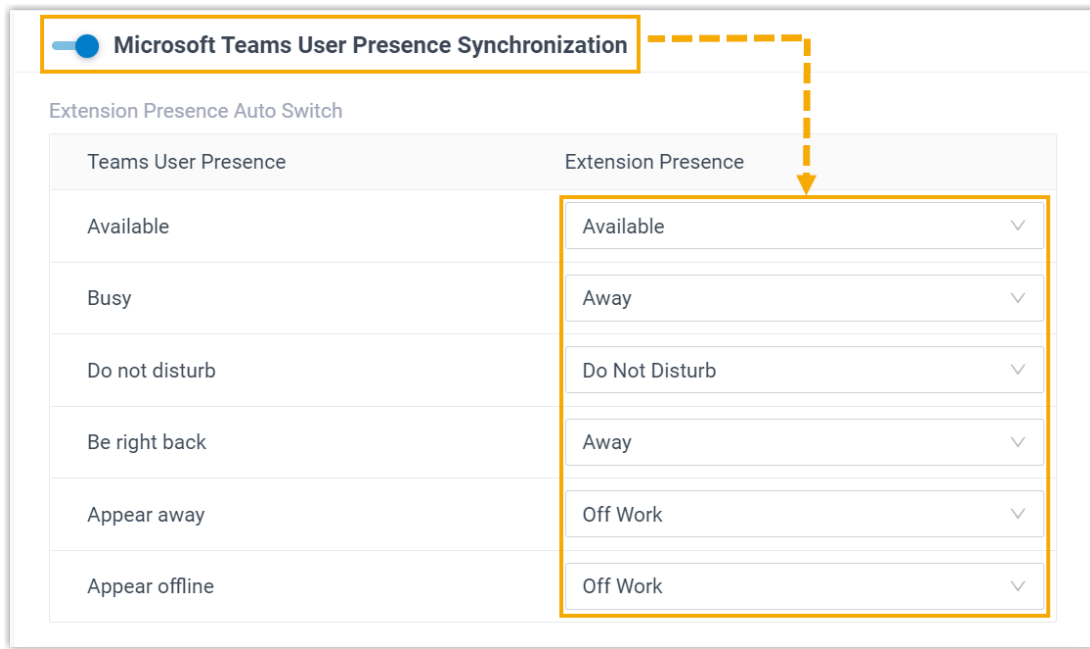 Microsoft Teams User Presence Synchronization
Extension Presence Auto Switch
Teams User Presence Extension Presence
Available Available
Busy Away
Do not disturb Do Not Disturb
Be right back Away
Appear away Off Work
Appear offline Off Work